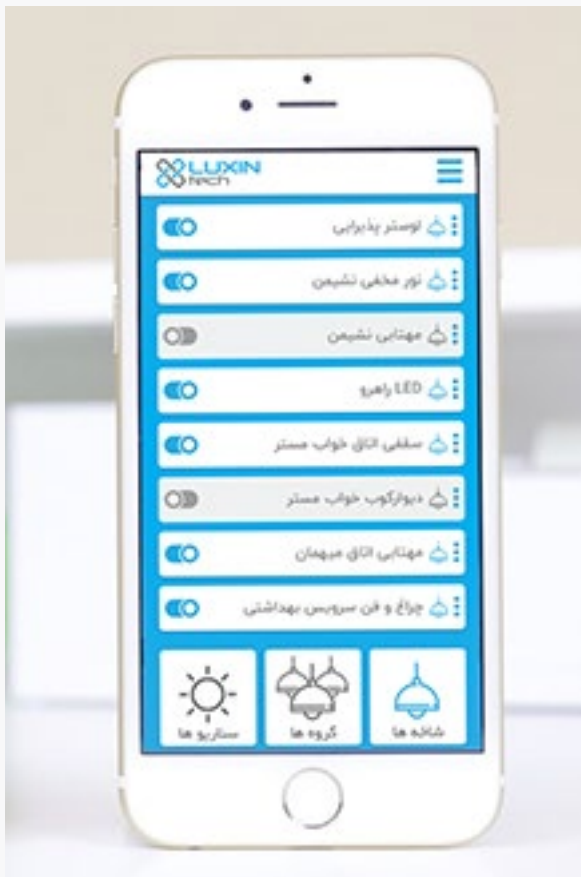 LUXIN
tech
لوستر پذیرایی
نور مخفی نشیمن
مهتابی نشیمن
LED راهرو
سقفی اتاق خواب مستر
دیوارکوب خواب مستر
مهتابی اتاق میهمان
چراغ و فن سرویس بهداشتی
شاخه ها
گروه ها
سناریو ها